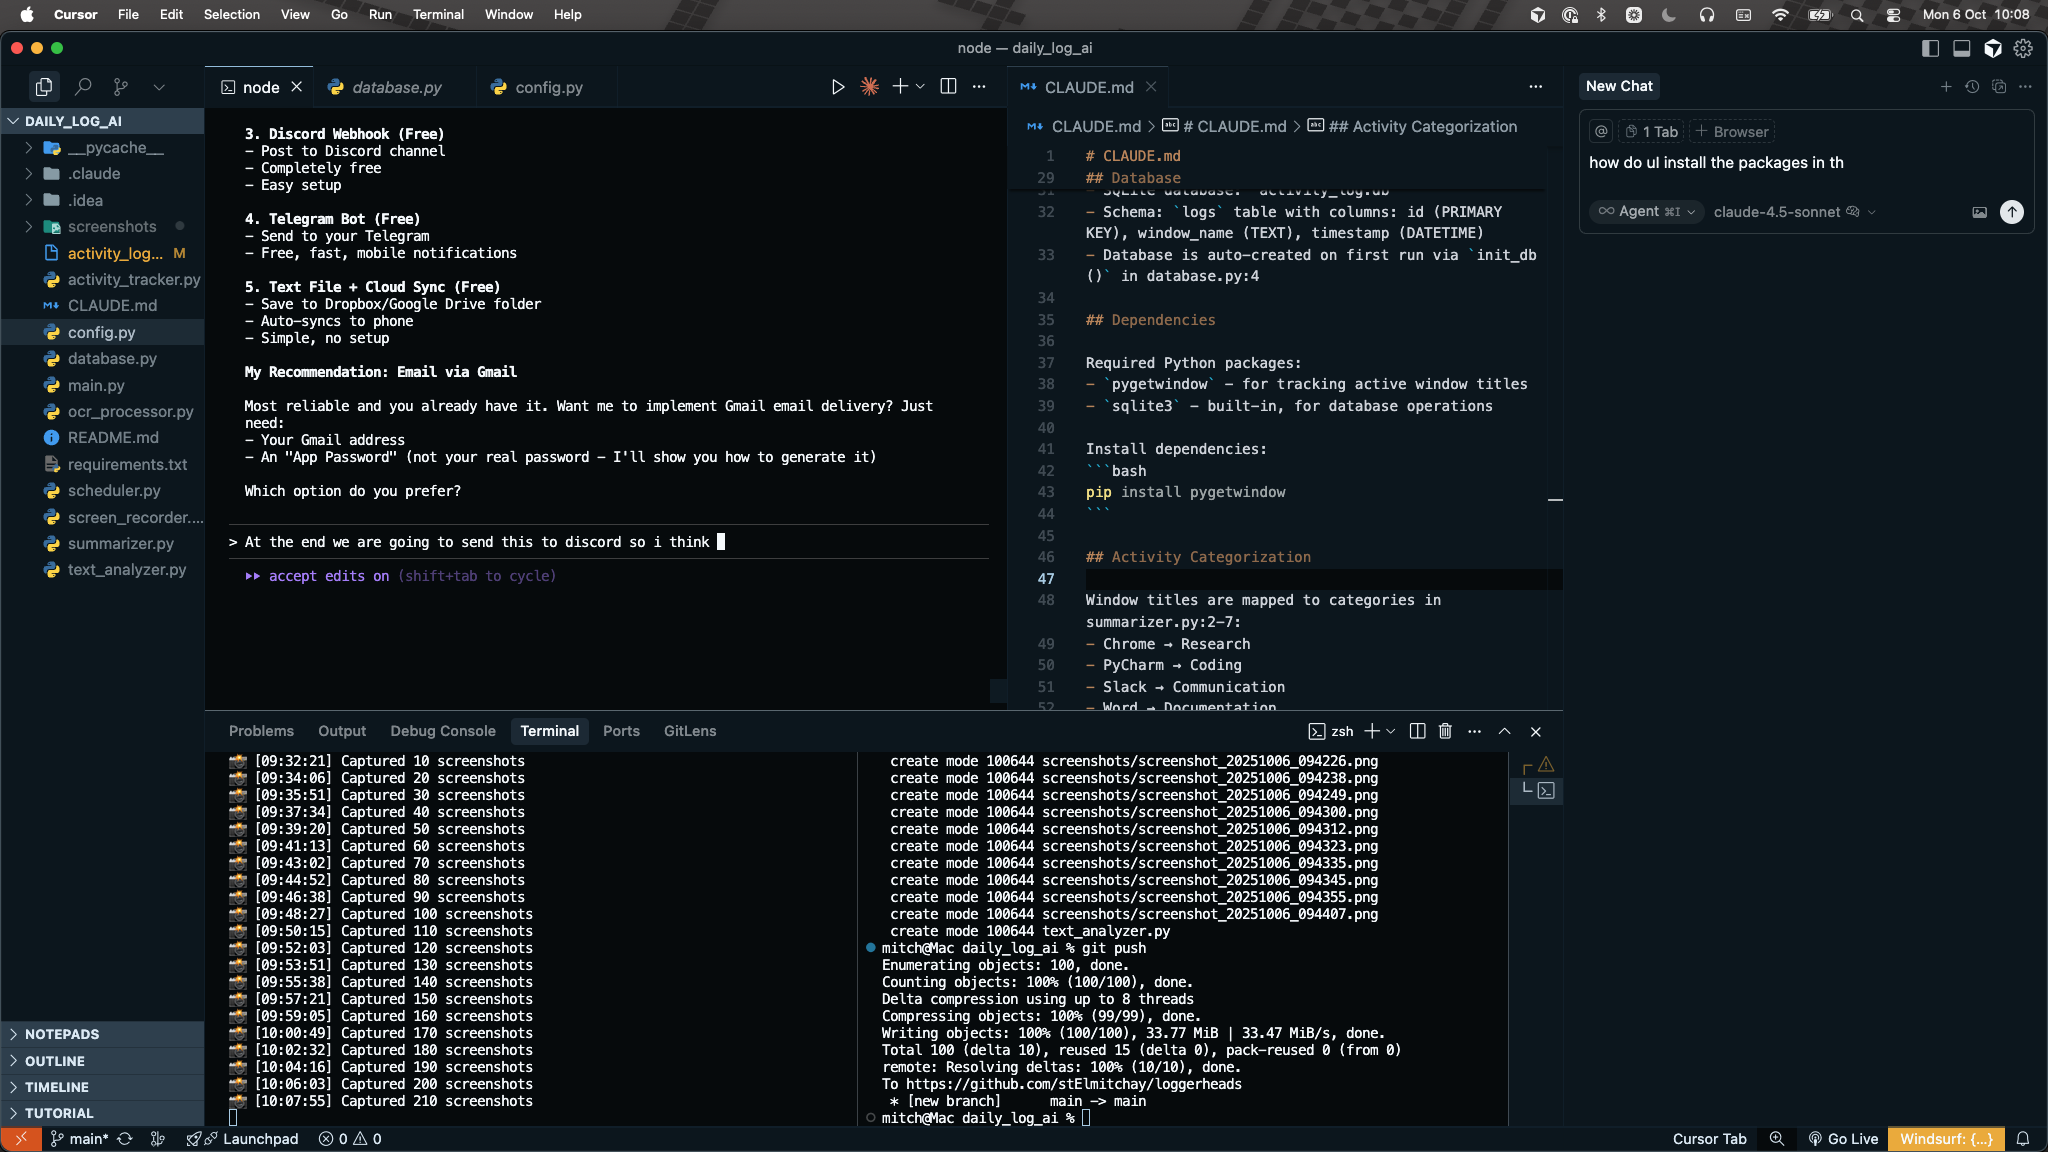 Cursor File Edit Selection View Go Run Terminal Window Help
Mon 6 Oct 10:08
node — daily_log_ai
DAILY_LOG_AI
__pycache__
.claude
.idea
screenshots
activity_log... M
activity_tracker.py
CLAUDE.md
config.py
database.py
main.py
ocr_processor.py
README.md
requirements.txt
scheduler.py
screen_recorder....
summarizer.py
text_analyzer.py
NOTEPADS
OUTLINE
TIMELINE
TUTORIAL
node
database.py
config.py
3. Discord Webhook (Free)
- Post to Discord channel
- Completely free
- Easy setup
4. Telegram Bot (Free)
- Send to your Telegram
- Free, fast, mobile notifications
5. Text File + Cloud Sync (Free)
- Save to Dropbox/Google Drive folder
- Auto-syncs to phone
- Simple, no setup
My Recommendation: Email via Gmail
Most reliable and you already have it. Want me to implement Gmail email delivery? Just
need:
- Your Gmail address
- An "App Password" (not your real password - I'll show you how to generate it)
Which option do you prefer?
> At the end we are going to send this to discord so i think
accept edits on (shift+tab to cycle)
CLAUDE.md
CLAUDE.md > # CLAUDE.md > ## Activity Categorization
1 # CLAUDE.md
29 ## Database
31 - SQLite database: `activity_log.db`
32 - Schema: `logs` table with columns: id (PRIMARY
KEY), window_name (TEXT), timestamp (DATETIME)
33 - Database is auto-created on first run via `init_db
()` in database.py:4
34
35 ## Dependencies
36
37 Required Python packages:
38 - `pygetwindow` - for tracking active window titles
39 - `sqlite3` - built-in, for database operations
40
41 Install dependencies:
42 ```bash
43 pip install pygetwindow
44 ```
45
46 ## Activity Categorization
47
48 Window titles are mapped to categories in
summarizer.py:2-7:
49 - Chrome → Research
50 - PyCharm → Coding
51 - Slack → Communication
52 - Word → Documentation
New Chat
@ 1 Tab + Browser
how do ul install the packages in th
Agent ⌘I claude-4.5-sonnet
Problems Output Debug Console Terminal Ports GitLens
zsh
[09:32:21] Captured 10 screenshots
[09:34:06] Captured 20 screenshots
[09:35:51] Captured 30 screenshots
[09:37:34] Captured 40 screenshots
[09:39:20] Captured 50 screenshots
[09:41:13] Captured 60 screenshots
[09:43:02] Captured 70 screenshots
[09:44:52] Captured 80 screenshots
[09:46:38] Captured 90 screenshots
[09:48:27] Captured 100 screenshots
[09:50:15] Captured 110 screenshots
[09:52:03] Captured 120 screenshots
[09:53:51] Captured 130 screenshots
[09:55:38] Captured 140 screenshots
[09:57:21] Captured 150 screenshots
[09:59:05] Captured 160 screenshots
[10:00:49] Captured 170 screenshots
[10:02:32] Captured 180 screenshots
[10:04:16] Captured 190 screenshots
[10:06:03] Captured 200 screenshots
[10:07:55] Captured 210 screenshots
create mode 100644 screenshots/screenshot_20251006_094226.png
create mode 100644 screenshots/screenshot_20251006_094238.png
create mode 100644 screenshots/screenshot_20251006_094249.png
create mode 100644 screenshots/screenshot_20251006_094300.png
create mode 100644 screenshots/screenshot_20251006_094312.png
create mode 100644 screenshots/screenshot_20251006_094323.png
create mode 100644 screenshots/screenshot_20251006_094335.png
create mode 100644 screenshots/screenshot_20251006_094345.png
create mode 100644 screenshots/screenshot_20251006_094355.png
create mode 100644 screenshots/screenshot_20251006_094407.png
create mode 100644 text_analyzer.py
mitch@Mac daily_log_ai % git push
Enumerating objects: 100, done.
Counting objects: 100% (100/100), done.
Delta compression using up to 8 threads
Compressing objects: 100% (99/99), done.
Writing objects: 100% (100/100), 33.77 MiB | 33.47 MiB/s, done.
Total 100 (delta 10), reused 15 (delta 0), pack-reused 0 (from 0)
remote: Resolving deltas: 100% (10/10), done.
To https://github.com/stElmitchay/loggerheads
* [new branch] main -> main
mitch@Mac daily_log_ai %
main* Launchpad 0 0
Cursor Tab Go Live Windsurf: {...}